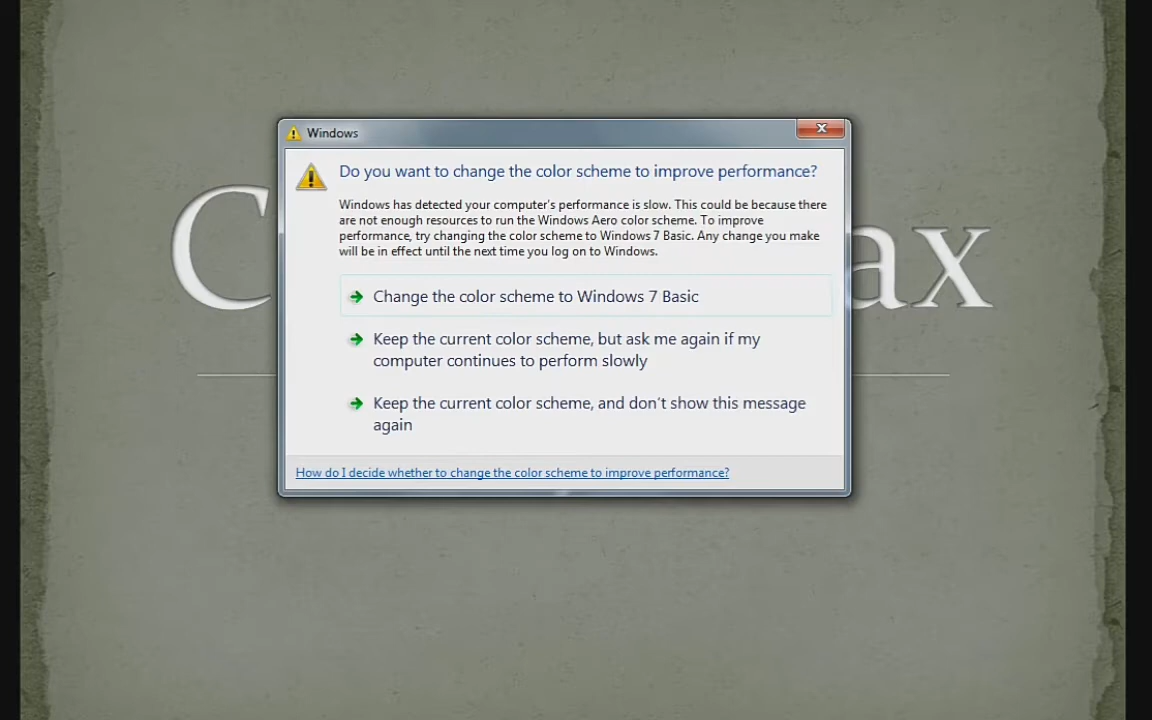 Windows
Do you want to change the color scheme to improve performance?
Windows has detected your computer's performance is slow. This could be because there
are not enough resources to run the Windows Aero color scheme. To improve
performance, try changing the color scheme to Windows 7 Basic. Any change you make
will be in effect until the next time you log on to Windows.
Change the color scheme to Windows 7 Basic
Keep the current color scheme, but ask me again if my
computer continues to perform slowly
Keep the current color scheme, and don't show this message
again
How do I decide whether to change the color scheme to improve performance?